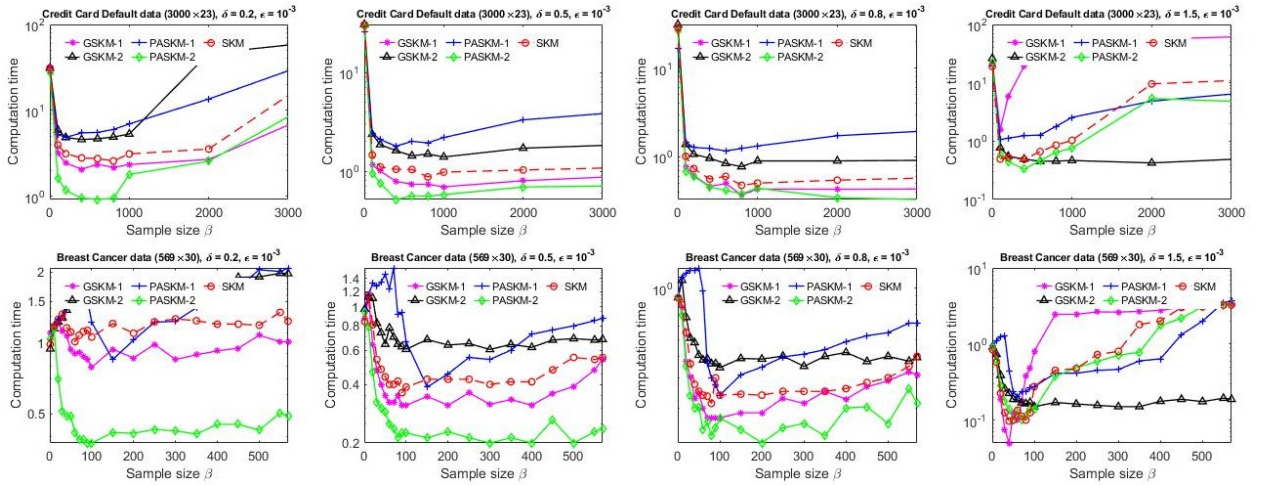 Credit Card Default data (3000 ×23), δ = 0.2, ϵ = 10⁻³
GSKM-1 PASKM-1 SKM
GSKM-2 PASKM-2
Computation time
10² 10¹ 10⁰
0 1000 2000 3000
Sample size β
Credit Card Default data (3000 ×23), δ = 0.5, ϵ = 10⁻³
GSKM-1 PASKM-1 SKM
GSKM-2 PASKM-2
Computation time
10¹ 10⁰
0 1000 2000 3000
Sample size β
Credit Card Default data (3000 ×23), δ = 0.8, ϵ = 10⁻³
GSKM-1 PASKM-1 SKM
GSKM-2 PASKM-2
Computation time
10¹ 10⁰
0 1000 2000 3000
Sample size β
Credit Card Default data (3000 ×23), δ = 1.5, ϵ = 10⁻³
GSKM-1 PASKM-1 SKM
GSKM-2 PASKM-2
Computation time
10² 10¹ 10⁰ 10⁻¹
0 1000 2000 3000
Sample size β
Breast Cancer data (569 ×30), δ = 0.2, ϵ = 10⁻³
GSKM-1 PASKM-1 SKM
GSKM-2 PASKM-2
Computation time
2 1.5 1 0.5
0 100 200 300 400 500
Sample size β
Breast Cancer data (569 ×30), δ = 0.5, ϵ = 10⁻³
GSKM-1 PASKM-1 SKM
GSKM-2 PASKM-2
Computation time
1.4 1.2 1 0.8 0.6 0.4 0.2
0 100 200 300 400 500
Sample size β
Breast Cancer data (569 ×30), δ = 0.8, ϵ = 10⁻³
GSKM-1 PASKM-1 SKM
GSKM-2 PASKM-2
Computation time
10⁰
0 100 200 300 400 500
Sample size β
Breast Cancer data (569 ×30), δ = 1.5, ϵ = 10⁻³
GSKM-1 PASKM-1 SKM
GSKM-2 PASKM-2
Computation time
10¹ 10⁰ 10⁻¹
0 100 200 300 400 500
Sample size β